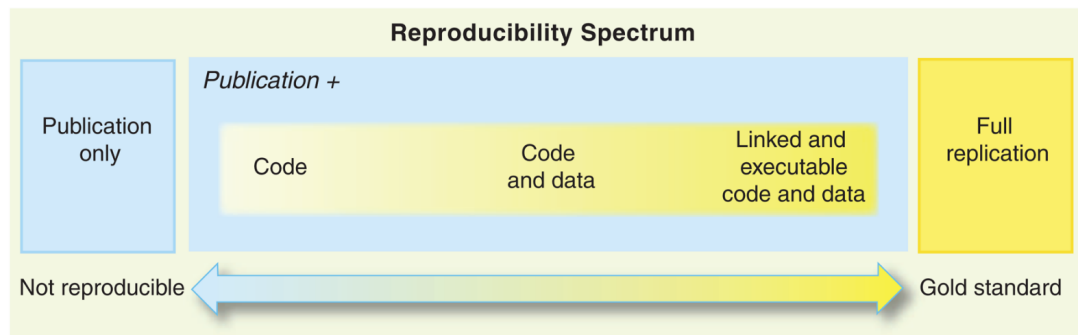 Reproducibility Spectrum
Publication +
Publication
only
Code
Code
and data
Linked and
executable
code and data
Full
replication
Not reproducible
Gold standard